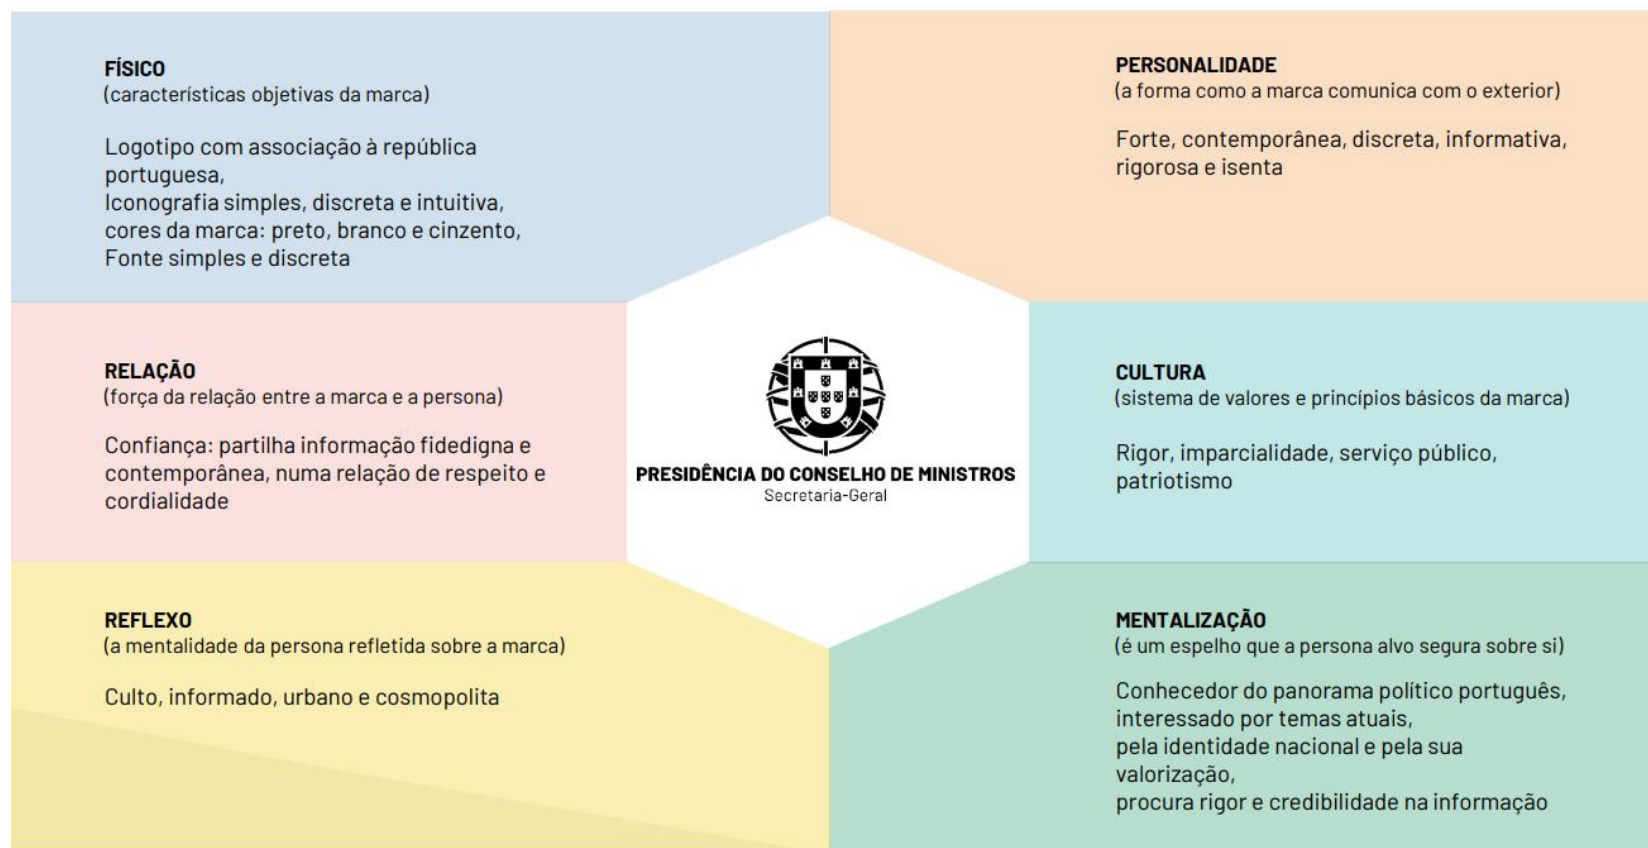 FÍSICO
(características objetivas da marca)
Logotipo com associação à república
portuguesa,
Iconografia simples, discreta e intuitiva,
cores da marca: preto, branco e cinzento,
Fonte simples e discreta
PERSONALIDADE
(a forma como a marca comunica com o exterior)
Forte, contemporânea, discreta, informativa,
rigorosa e isenta
RELAÇÃO
(força da relação entre a marca e a persona)
Confiança: partilha informação fidedigna e
contemporânea, numa relação de respeito e
cordialidade
PRESIDÊNCIA DO CONSELHO DE MINISTROS
Secretaria-Geral
CULTURA
(sistema de valores e princípios básicos da marca)
Rigor, imparcialidade, serviço público,
patriotismo
REFLEXO
(a mentalidade da persona refletida sobre a marca)
Culto, informado, urbano e cosmopolita
MENTALIZAÇÃO
(é um espelho que a persona alvo segura sobre si)
Conhecedor do panorama político português,
interessado por temas atuais,
pela identidade nacional e pela sua
valorização,
procura rigor e credibilidade na informação